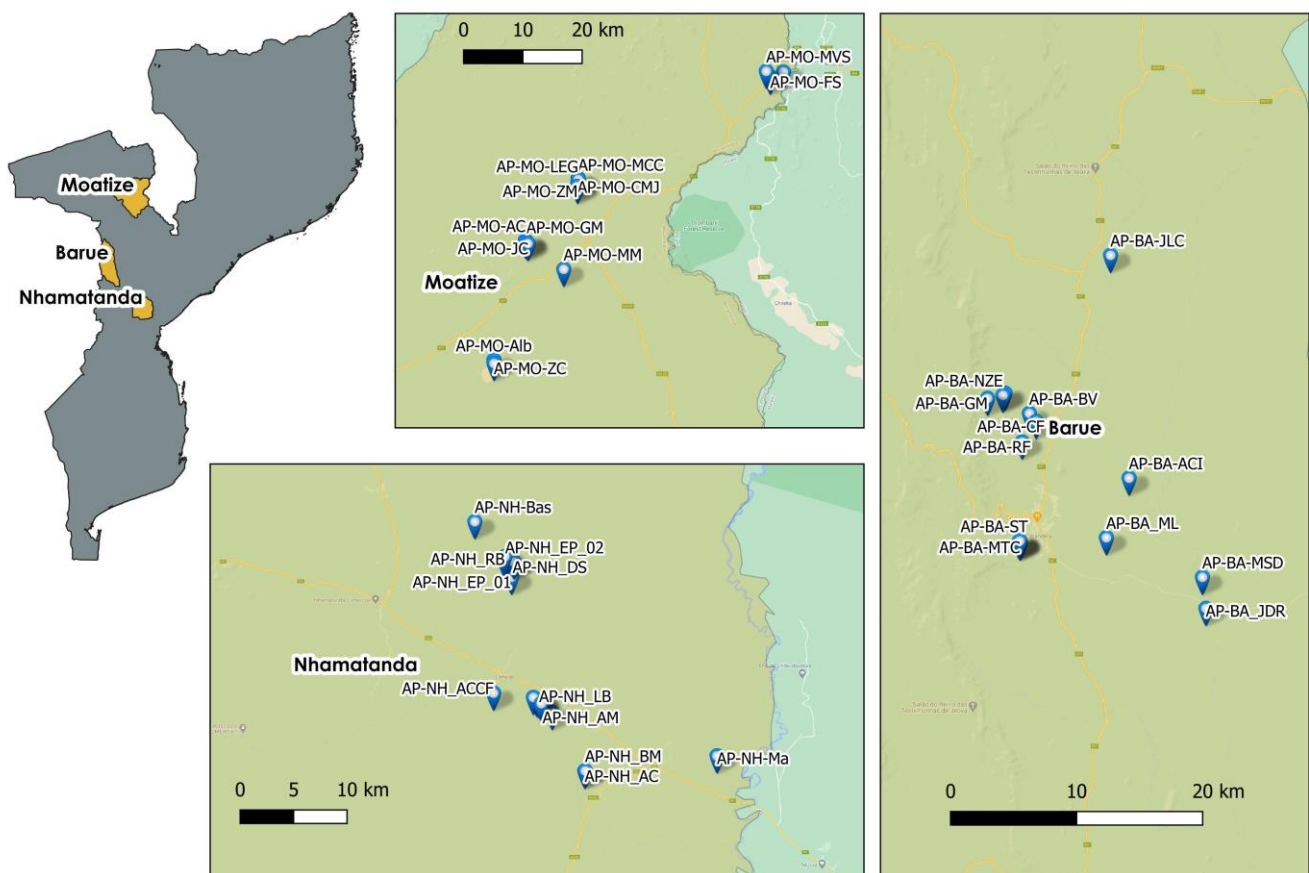 Moatize
Barue
Nhamatanda
0 10 20 km
AP-MO-MVS
AP-MO-FS
AP-MO-LEG AP-MO-MCC
AP-MO-ZM AP-MO-CMJ
AP-MO-AC AP-MO-GM
AP-MO-JC
AP-MO-MM
Moatize
AP-MO-Alb
AP-MO-ZC
AP-NH-Bas
AP-NH_EP_02
AP-NH_RB
AP-NH_DS
AP-NH_EP_01
Nhamatanda
AP-NH_ACCF
AP-NH_LB
AP-NH_AM
AP-NH_BM
AP-NH_AC
AP-NH-Ma
0 5 10 km
AP-BA-JLC
AP-BA-NZE
AP-BA-GM
AP-BA-BV
AP-BA-CF
Barue
AP-BA-RF
AP-BA-ACI
AP-BA-ST
AP-BA_ML
AP-BA-MTC
AP-BA-MSD
AP-BA_JDR
0 10 20 km